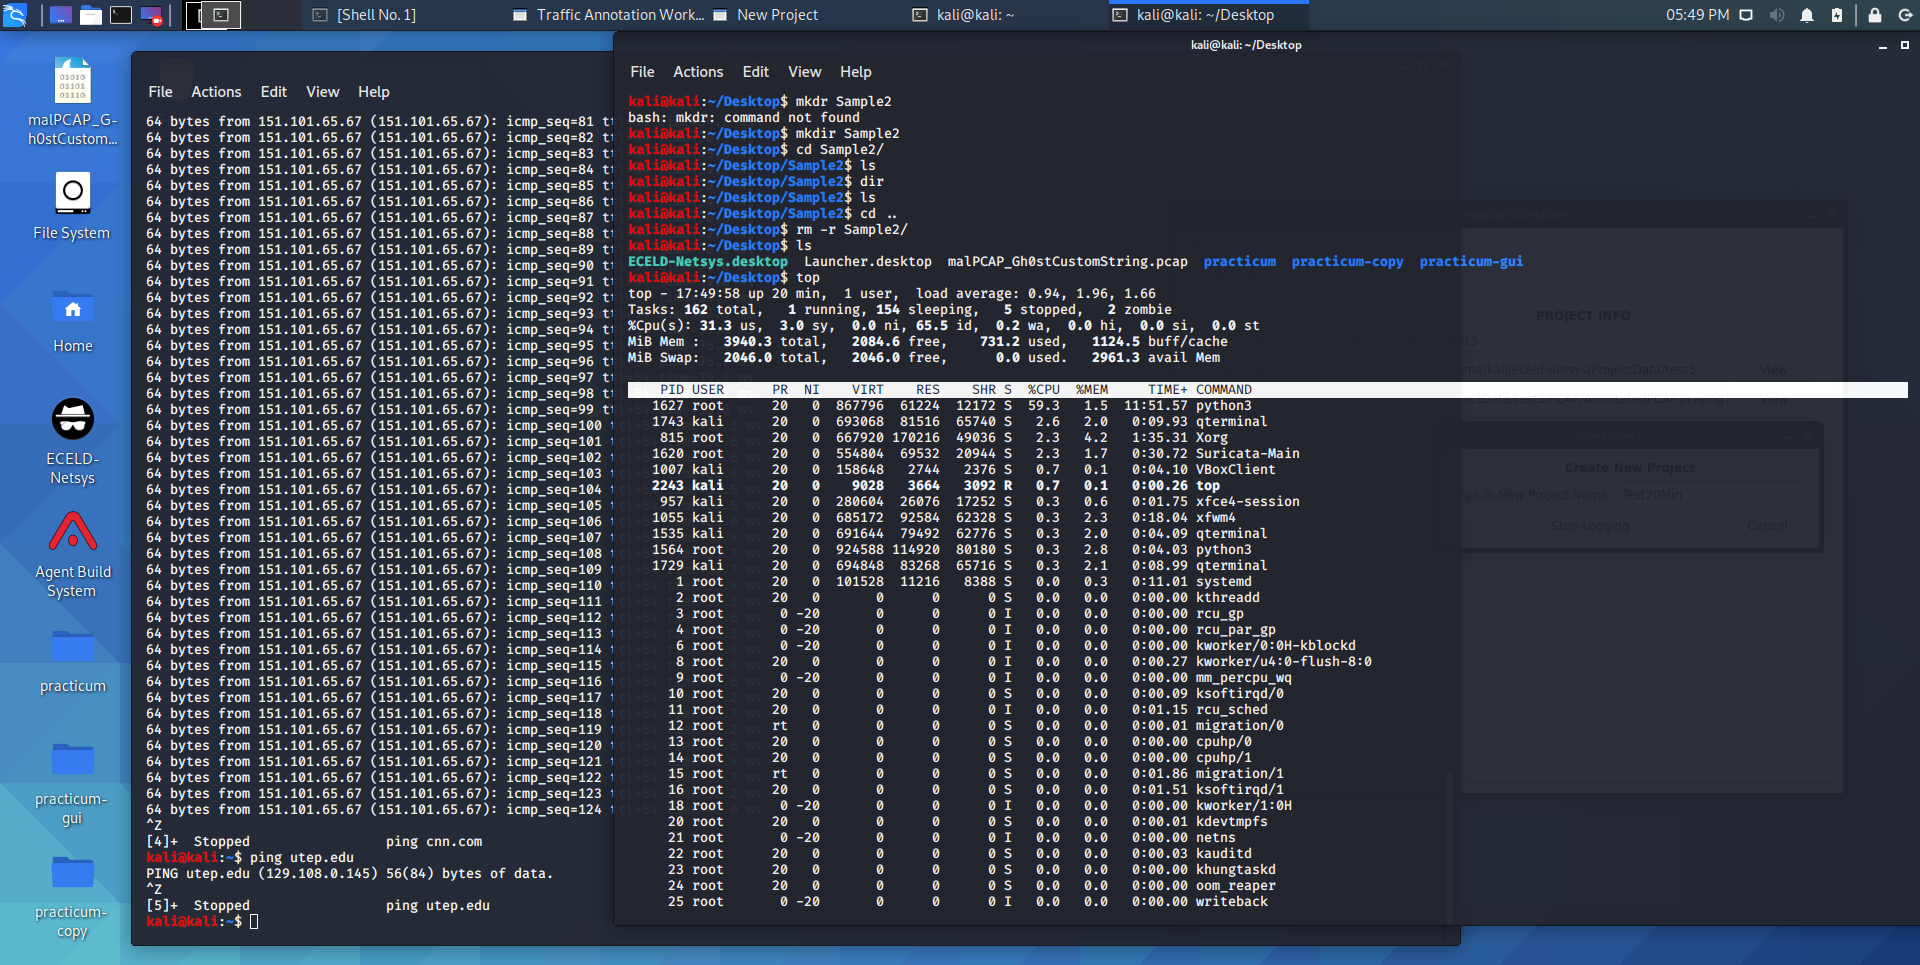 [Shell No. 1]
Traffic Annotation Work...
New Project
kali@kali: ~
kali@kali: ~/Desktop
05:49 PM
malPCAP_G-
h0stCustom...
File System
Home
ECELD-
Netsys
Agent Build
System
practicum
practicum-
gui
practicum-
copy
File Actions Edit View Help
64 bytes from 151.101.65.67 (151.101.65.67): icmp_seq=81 tt
64 bytes from 151.101.65.67 (151.101.65.67): icmp_seq=82 tt
64 bytes from 151.101.65.67 (151.101.65.67): icmp_seq=83 tt
64 bytes from 151.101.65.67 (151.101.65.67): icmp_seq=84 tt
64 bytes from 151.101.65.67 (151.101.65.67): icmp_seq=85 tt
64 bytes from 151.101.65.67 (151.101.65.67): icmp_seq=86 tt
64 bytes from 151.101.65.67 (151.101.65.67): icmp_seq=87 tt
64 bytes from 151.101.65.67 (151.101.65.67): icmp_seq=88 tt
64 bytes from 151.101.65.67 (151.101.65.67): icmp_seq=89 tt
64 bytes from 151.101.65.67 (151.101.65.67): icmp_seq=90 tt
64 bytes from 151.101.65.67 (151.101.65.67): icmp_seq=91 tt
64 bytes from 151.101.65.67 (151.101.65.67): icmp_seq=92 tt
64 bytes from 151.101.65.67 (151.101.65.67): icmp_seq=93 tt
64 bytes from 151.101.65.67 (151.101.65.67): icmp_seq=94 tt
64 bytes from 151.101.65.67 (151.101.65.67): icmp_seq=95 tt
64 bytes from 151.101.65.67 (151.101.65.67): icmp_seq=96 tt
64 bytes from 151.101.65.67 (151.101.65.67): icmp_seq=97 tt
64 bytes from 151.101.65.67 (151.101.65.67): icmp_seq=98 tt
64 bytes from 151.101.65.67 (151.101.65.67): icmp_seq=99 tt
64 bytes from 151.101.65.67 (151.101.65.67): icmp_seq=100 t
64 bytes from 151.101.65.67 (151.101.65.67): icmp_seq=101 t
64 bytes from 151.101.65.67 (151.101.65.67): icmp_seq=102 t
64 bytes from 151.101.65.67 (151.101.65.67): icmp_seq=103 t
64 bytes from 151.101.65.67 (151.101.65.67): icmp_seq=104 t
64 bytes from 151.101.65.67 (151.101.65.67): icmp_seq=105 t
64 bytes from 151.101.65.67 (151.101.65.67): icmp_seq=106 t
64 bytes from 151.101.65.67 (151.101.65.67): icmp_seq=107 t
64 bytes from 151.101.65.67 (151.101.65.67): icmp_seq=108 t
64 bytes from 151.101.65.67 (151.101.65.67): icmp_seq=109 t
64 bytes from 151.101.65.67 (151.101.65.67): icmp_seq=110 t
64 bytes from 151.101.65.67 (151.101.65.67): icmp_seq=111 t
64 bytes from 151.101.65.67 (151.101.65.67): icmp_seq=112 t
64 bytes from 151.101.65.67 (151.101.65.67): icmp_seq=113 t
64 bytes from 151.101.65.67 (151.101.65.67): icmp_seq=114 t
64 bytes from 151.101.65.67 (151.101.65.67): icmp_seq=115 t
64 bytes from 151.101.65.67 (151.101.65.67): icmp_seq=116 t
64 bytes from 151.101.65.67 (151.101.65.67): icmp_seq=117 t
64 bytes from 151.101.65.67 (151.101.65.67): icmp_seq=118 t
64 bytes from 151.101.65.67 (151.101.65.67): icmp_seq=119 t
64 bytes from 151.101.65.67 (151.101.65.67): icmp_seq=120 t
64 bytes from 151.101.65.67 (151.101.65.67): icmp_seq=121 t
64 bytes from 151.101.65.67 (151.101.65.67): icmp_seq=122 t
64 bytes from 151.101.65.67 (151.101.65.67): icmp_seq=123 t
64 bytes from 151.101.65.67 (151.101.65.67): icmp_seq=124 t
^Z
[4]+  Stopped                 ping cnn.com
kali@kali:~$ ping utep.edu
PING utep.edu (129.108.0.145) 56(84) bytes of data.
^Z
[5]+  Stopped                 ping utep.edu
kali@kali:~$
kali@kali: ~/Desktop
File Actions Edit View Help
kali@kali:~/Desktop$ mkdr Sample2
bash: mkdr: command not found
kali@kali:~/Desktop$ mkdir Sample2
kali@kali:~/Desktop$ cd Sample2/
kali@kali:~/Desktop/Sample2$ ls
kali@kali:~/Desktop/Sample2$ dir
kali@kali:~/Desktop/Sample2$ ls
kali@kali:~/Desktop/Sample2$ cd ..
kali@kali:~/Desktop$ rm -r Sample2/
kali@kali:~/Desktop$ ls
ECELD-Netsys.desktop  Launcher.desktop  malPCAP_Gh0stCustomString.pcap  practicum  practicum-copy  practicum-gui
kali@kali:~/Desktop$ top
top - 17:49:58 up 20 min,  1 user,  load average: 0.94, 1.96, 1.66
Tasks: 162 total,   1 running, 154 sleeping,   5 stopped,   2 zombie
%Cpu(s): 31.3 us,  3.0 sy,  0.0 ni, 65.5 id,  0.2 wa,  0.0 hi,  0.0 si,  0.0 st
MiB Mem :   3940.3 total,   2084.6 free,    731.2 used,   1124.5 buff/cache
MiB Swap:   2046.0 total,   2046.0 free,      0.0 used.   2961.3 avail Mem
PID USER PR NI VIRT RES SHR S %CPU %MEM TIME+ COMMAND
1627 root 20 0 867796 61224 12172 S 59.3 1.5 11:51.57 python3
1743 kali 20 0 693068 81516 65740 S 2.6 2.0 0:09.93 qterminal
815 root 20 0 667920 170216 49036 S 2.3 4.2 1:35.31 Xorg
1620 root 20 0 554804 69532 20944 S 2.3 1.7 0:30.72 Suricata-Main
1007 kali 20 0 158648 2744 2376 S 0.7 0.1 0:04.10 VBoxClient
2243 kali 20 0 9028 3664 3092 R 0.7 0.1 0:00.26 top
957 kali 20 0 280604 26076 17252 S 0.3 0.6 0:01.75 xfce4-session
1055 kali 20 0 685172 92584 62328 S 0.3 2.3 0:18.04 xfwm4
1535 kali 20 0 691644 79492 62776 S 0.3 2.0 0:04.09 qterminal
1564 root 20 0 924588 114920 80180 S 0.3 2.8 0:04.03 python3
1729 kali 20 0 694848 83268 65716 S 0.3 2.1 0:08.99 qterminal
1 root 20 0 101528 11216 8388 S 0.0 0.3 0:11.01 systemd
2 root 20 0 0 0 0 S 0.0 0.0 0:00.00 kthreadd
3 root 0 -20 0 0 0 I 0.0 0.0 0:00.00 rcu_gp
4 root 0 -20 0 0 0 I 0.0 0.0 0:00.00 rcu_par_gp
6 root 0 -20 0 0 0 I 0.0 0.0 0:00.00 kworker/0:0H-kblockd
8 root 20 0 0 0 0 I 0.0 0.0 0:00.27 kworker/u4:0-flush-8:0
9 root 0 -20 0 0 0 I 0.0 0.0 0:00.00 mm_percpu_wq
10 root 20 0 0 0 0 S 0.0 0.0 0:00.09 ksoftirqd/0
11 root 20 0 0 0 0 I 0.0 0.0 0:01.15 rcu_sched
12 root rt 0 0 0 0 S 0.0 0.0 0:00.01 migration/0
13 root 20 0 0 0 0 S 0.0 0.0 0:00.00 cpuhp/0
14 root 20 0 0 0 0 S 0.0 0.0 0:00.00 cpuhp/1
15 root rt 0 0 0 0 S 0.0 0.0 0:01.86 migration/1
16 root 20 0 0 0 0 S 0.0 0.0 0:01.51 ksoftirqd/1
18 root 0 -20 0 0 0 I 0.0 0.0 0:00.00 kworker/1:0H
20 root 20 0 0 0 0 S 0.0 0.0 0:00.01 kdevtmpfs
21 root 0 -20 0 0 0 I 0.0 0.0 0:00.00 netns
22 root 20 0 0 0 0 S 0.0 0.0 0:00.03 kauditd
23 root 20 0 0 0 0 S 0.0 0.0 0:00.00 khungtaskd
24 root 20 0 0 0 0 S 0.0 0.0 0:00.00 oom_reaper
25 root 0 -20 0 0 0 I 0.0 0.0 0:00.00 writeback
PROJECT INFO
View
New Project
Create New Project
Type in New Project Name Test20Min
Stop Logging
Cancel